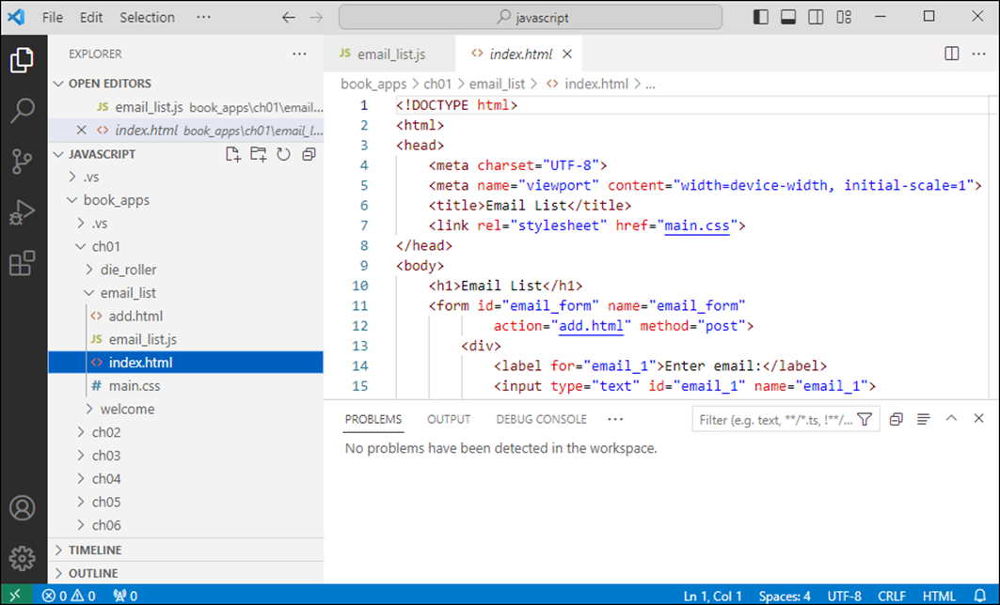 File Edit Selection ··· javascript
EXPLORER ···
OPEN EDITORS
JS email_list.js book_apps\ch01\email...
<> index.html book_apps\ch01\email_l...
JAVASCRIPT
.vs
book_apps
.vs
ch01
die_roller
email_list
<> add.html
JS email_list.js
<> index.html
# main.css
welcome
ch02
ch03
ch04
ch05
ch06
TIMELINE
OUTLINE
JS email_list.js <> index.html ···
book_apps > ch01 > email_list > <> index.html > ...
1 <!DOCTYPE html>
2 <html>
3 <head>
4 <meta charset="UTF-8">
5 <meta name="viewport" content="width=device-width, initial-scale=1">
6 <title>Email List</title>
7 <link rel="stylesheet" href="main.css">
8 </head>
9 <body>
10 <h1>Email List</h1>
11 <form id="email_form" name="email_form"
12 action="add.html" method="post">
13 <div>
14 <label for="email_1">Enter email:</label>
15 <input type="text" id="email_1" name="email_1">
PROBLEMS OUTPUT DEBUG CONSOLE ··· Filter (e.g. text, **/*.ts, !**/...
No problems have been detected in the workspace.
0 0 0 Ln 1, Col 1 Spaces: 4 UTF-8 CRLF HTML